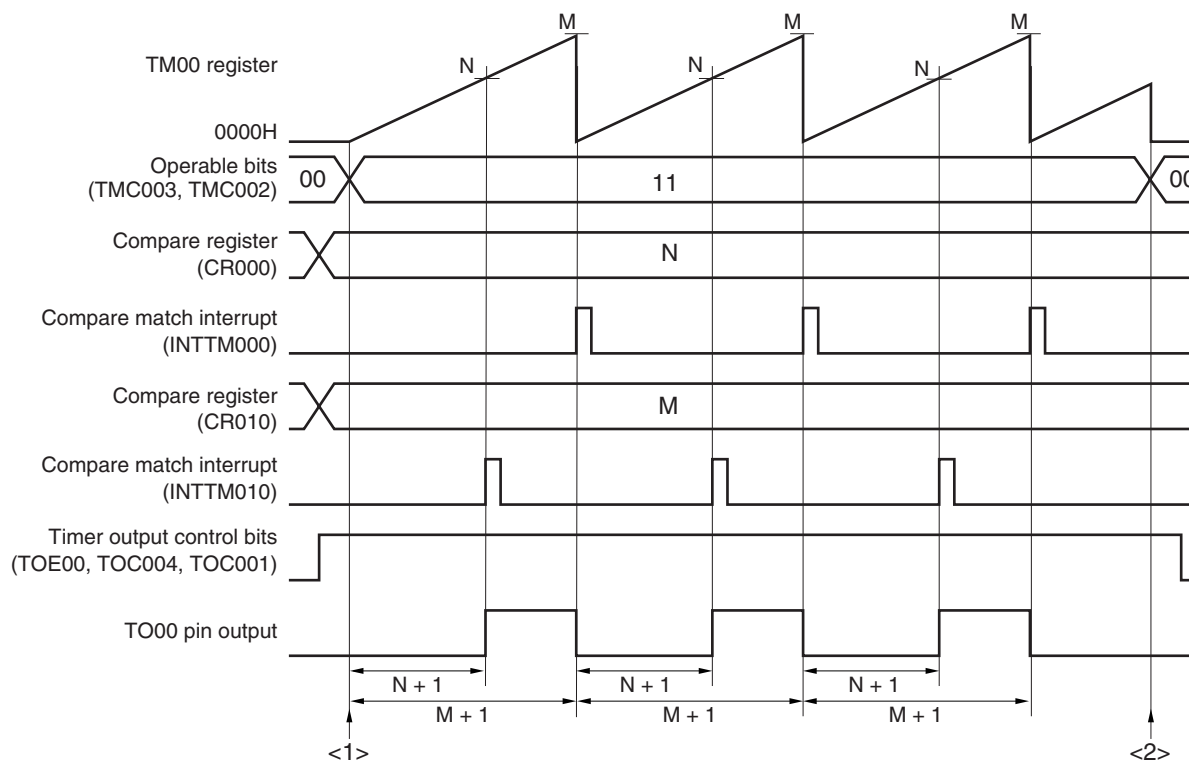 M
M
M
TM00 register
N
N
N
0000H
Operable bits
(TMC003, TMC002)
00
11
00
Compare register
(CR000)
N
Compare match interrupt
(INTTM000)
Compare register
(CR010)
M
Compare match interrupt
(INTTM010)
Timer output control bits
(TOE00, TOC004, TOC001)
TO00 pin output
N + 1
N + 1
N + 1
M + 1
M + 1
M + 1
<1>
<2>